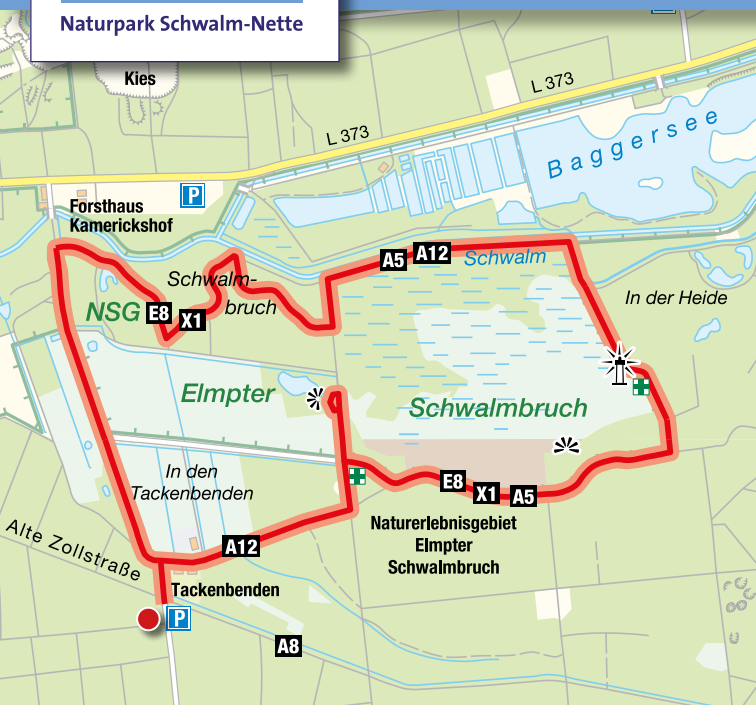 Naturpark Schwalm-Nette
P
Kies
L 373
L 373
Baggersee
P
Forsthaus
Kamerickshof
A5 A12
Schwalm
Schwalm-
bruch
In der Heide
NSG
E8
X1
Elmpter
Schwalmbruch
In den
Tackenbenden
E8
X1
A5
Naturerlebnisgebiet
Elmpter
Schwalmbruch
Alte Zollstraße
A12
Tackenbenden
P
A8